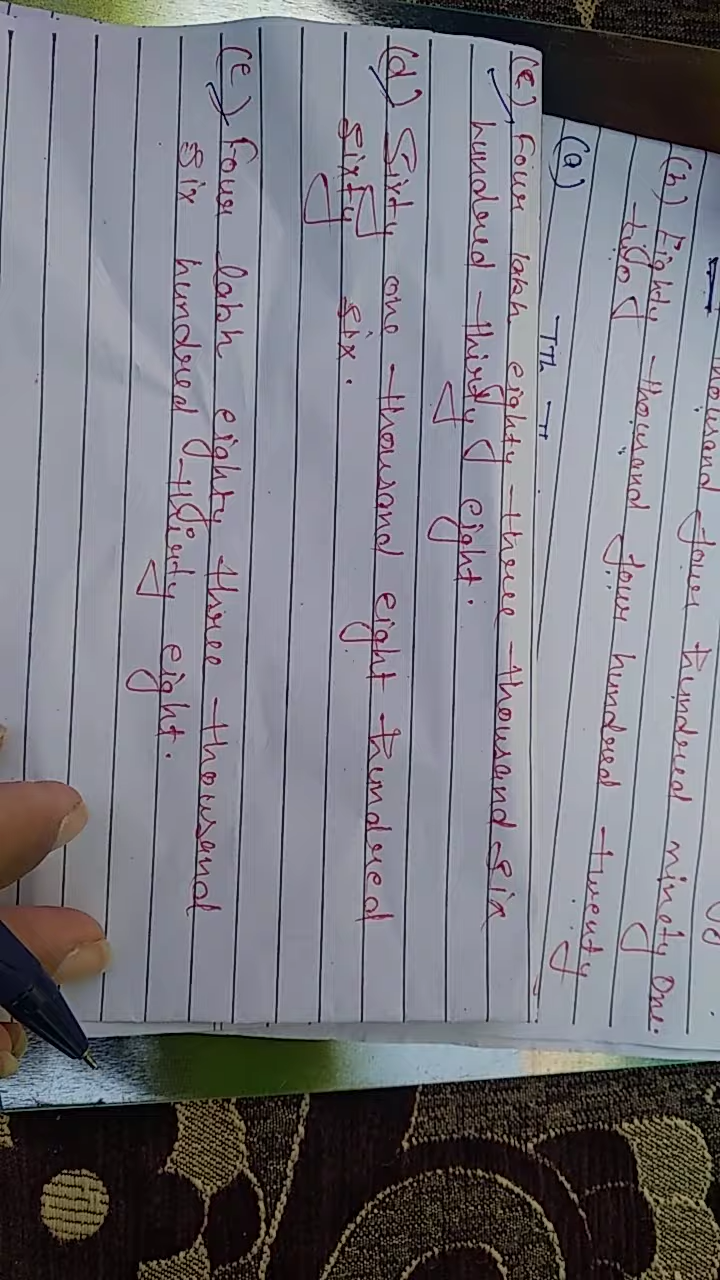 thousand four hundred ninety one.
(b) Eighty thousand four hundred twenty
two
(a)
TTh T
(c) Four lakh eighty three thousand six
hundred thirty eight.
(d) Sixty one thousand eight hundred
sixty six.
(e) Four lakh eighty three thousand
six hundred thirty eight.